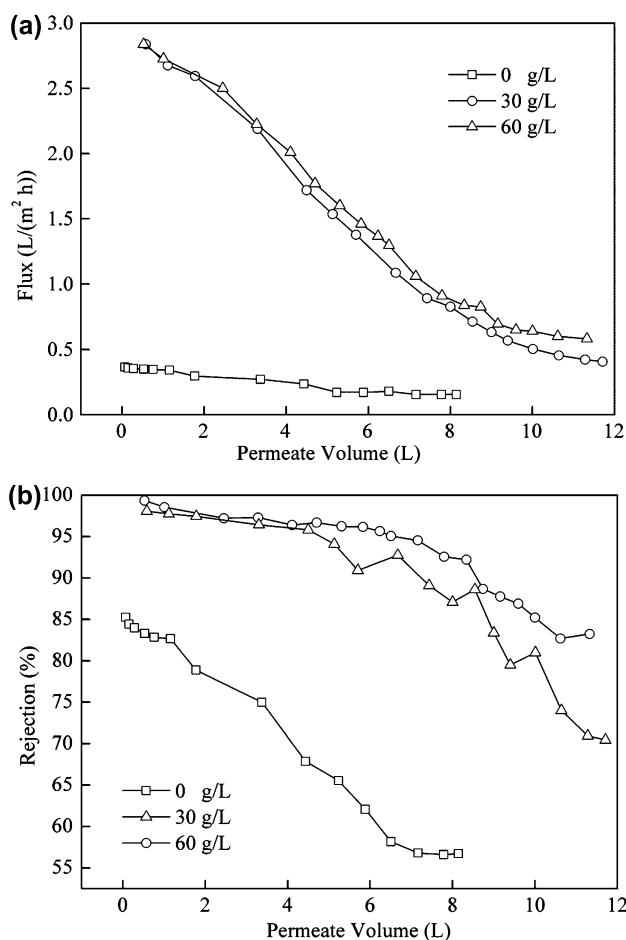 (a)
3.0
2.5
2.0
1.5
1.0
0.5
0.0
Flux (L/(m² h))
0 g/L
30 g/L
60 g/L
0 2 4 6 8 10 12
Permeate Volume (L)
(b)
100
95
90
85
80
75
70
65
60
55
Rejection (%)
0 g/L
30 g/L
60 g/L
0 2 4 6 8 10 12
Permeate Volume (L)